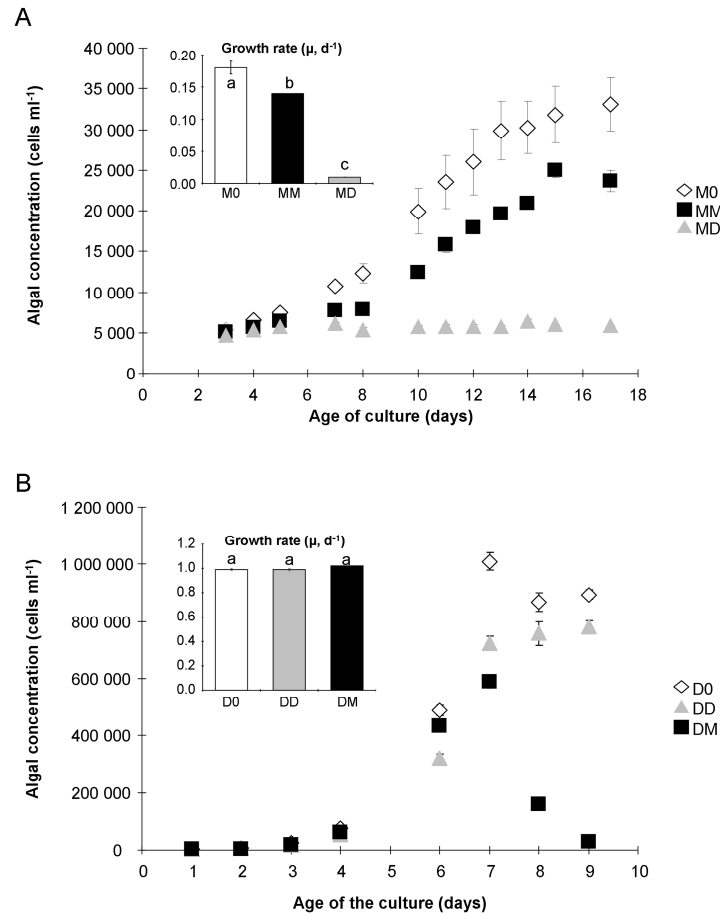 A
Growth rate (µ, d⁻¹)
0.20
0.15
0.10
0.05
0.00
a
b
c
M0 MM MD
40 000
35 000
30 000
25 000
20 000
15 000
10 000
5 000
0
Algal concentration (cells ml⁻¹)
0 2 4 6 8 10 12 14 16 18
Age of culture (days)
M0
MM
MD
B
Growth rate (µ, d⁻¹)
1.2
1.0
0.8
0.6
0.4
0.2
0.0
a a a
D0 DD DM
1 200 000
1 000 000
800 000
600 000
400 000
200 000
0
Algal concentration (cells ml⁻¹)
0 1 2 3 4 5 6 7 8 9 10
Age of the culture (days)
D0
DD
DM